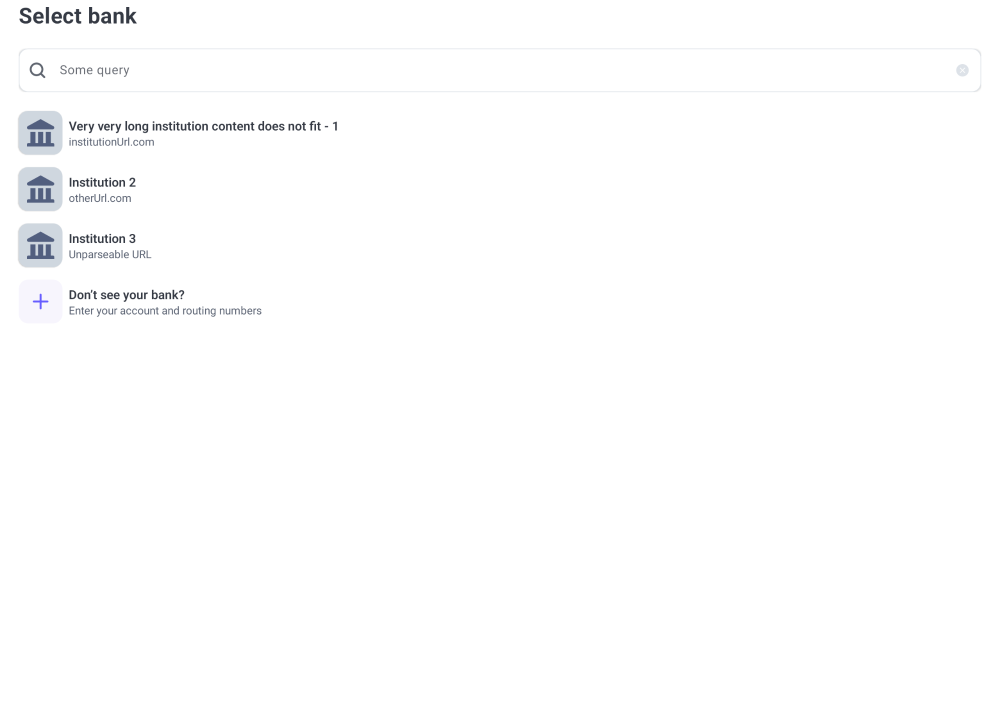 Select bank
Some query
Very very long institution content does not fit - 1
institutionUrl.com
Institution 2
otherUrl.com
Institution 3
Unparseable URL
Don’t see your bank?
Enter your account and routing numbers